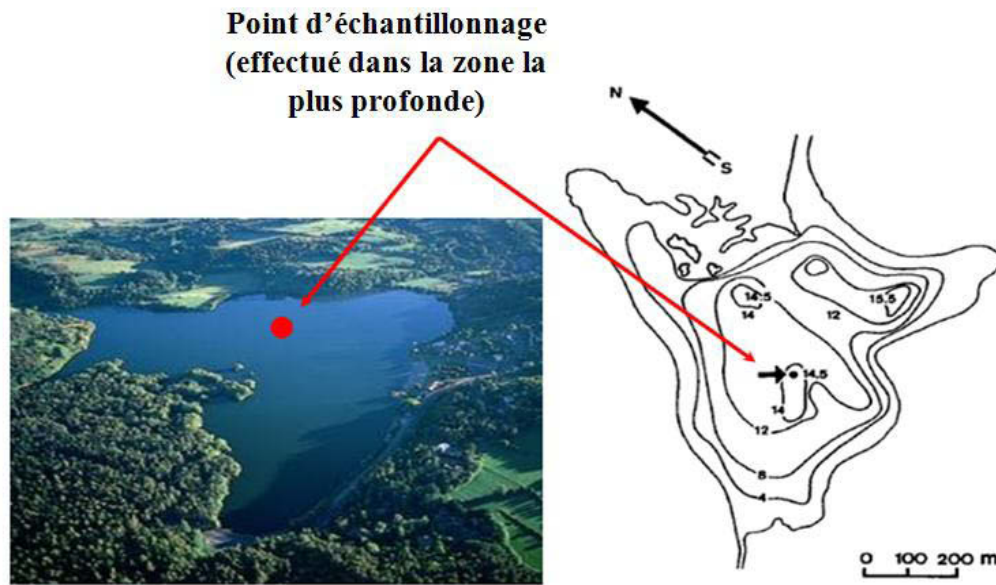 Point d’échantillonnage
(effectué dans la zone la
plus profonde)
N
S
14.5
14
15.5
12
14.5
14
12
8
4
0 100 200 m